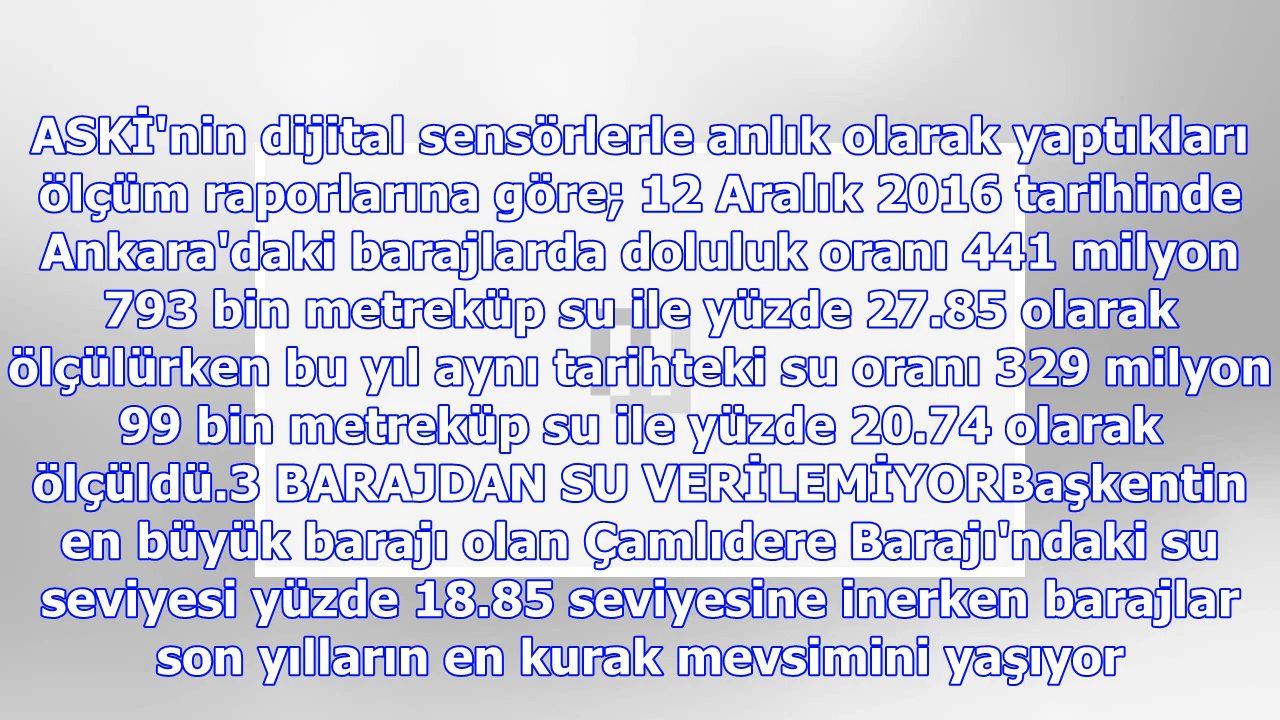 ASKİ'nin dijital sensörlerle anlık olarak yaptıkları
ölçüm raporlarına göre; 12 Aralık 2016 tarihinde
Ankara'daki barajlarda doluluk oranı 441 milyon
793 bin metreküp su ile yüzde 27.85 olarak
ölçülürken bu yıl aynı tarihteki su oranı 329 milyon
99 bin metreküp su ile yüzde 20.74 olarak
ölçüldü.3 BARAJDAN SU VERİLEMİYORBaşkentin
en büyük barajı olan Çamlıdere Barajı'ndaki su
seviyesi yüzde 18.85 seviyesine inerken barajlar
son yılların en kurak mevsimini yaşıyor